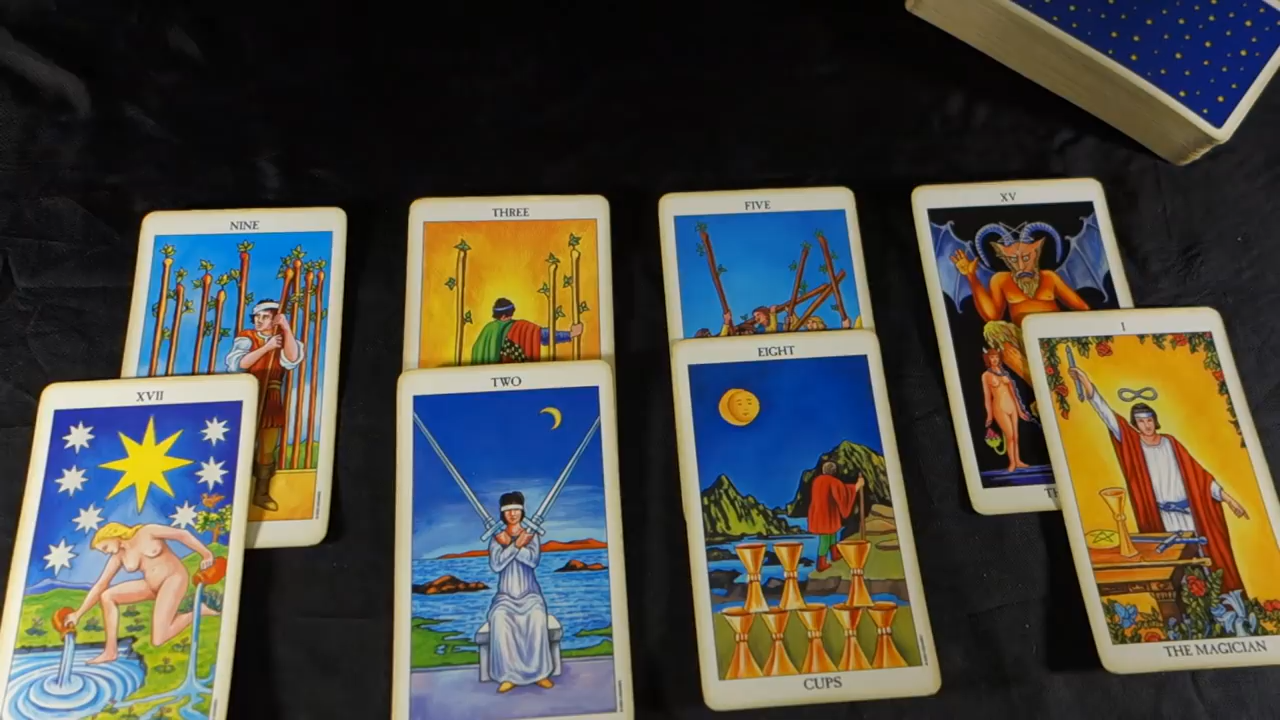 NINE
THREE
FIVE
XV
XVII
TWO
EIGHT
CUPS
I
THE MAGICIAN